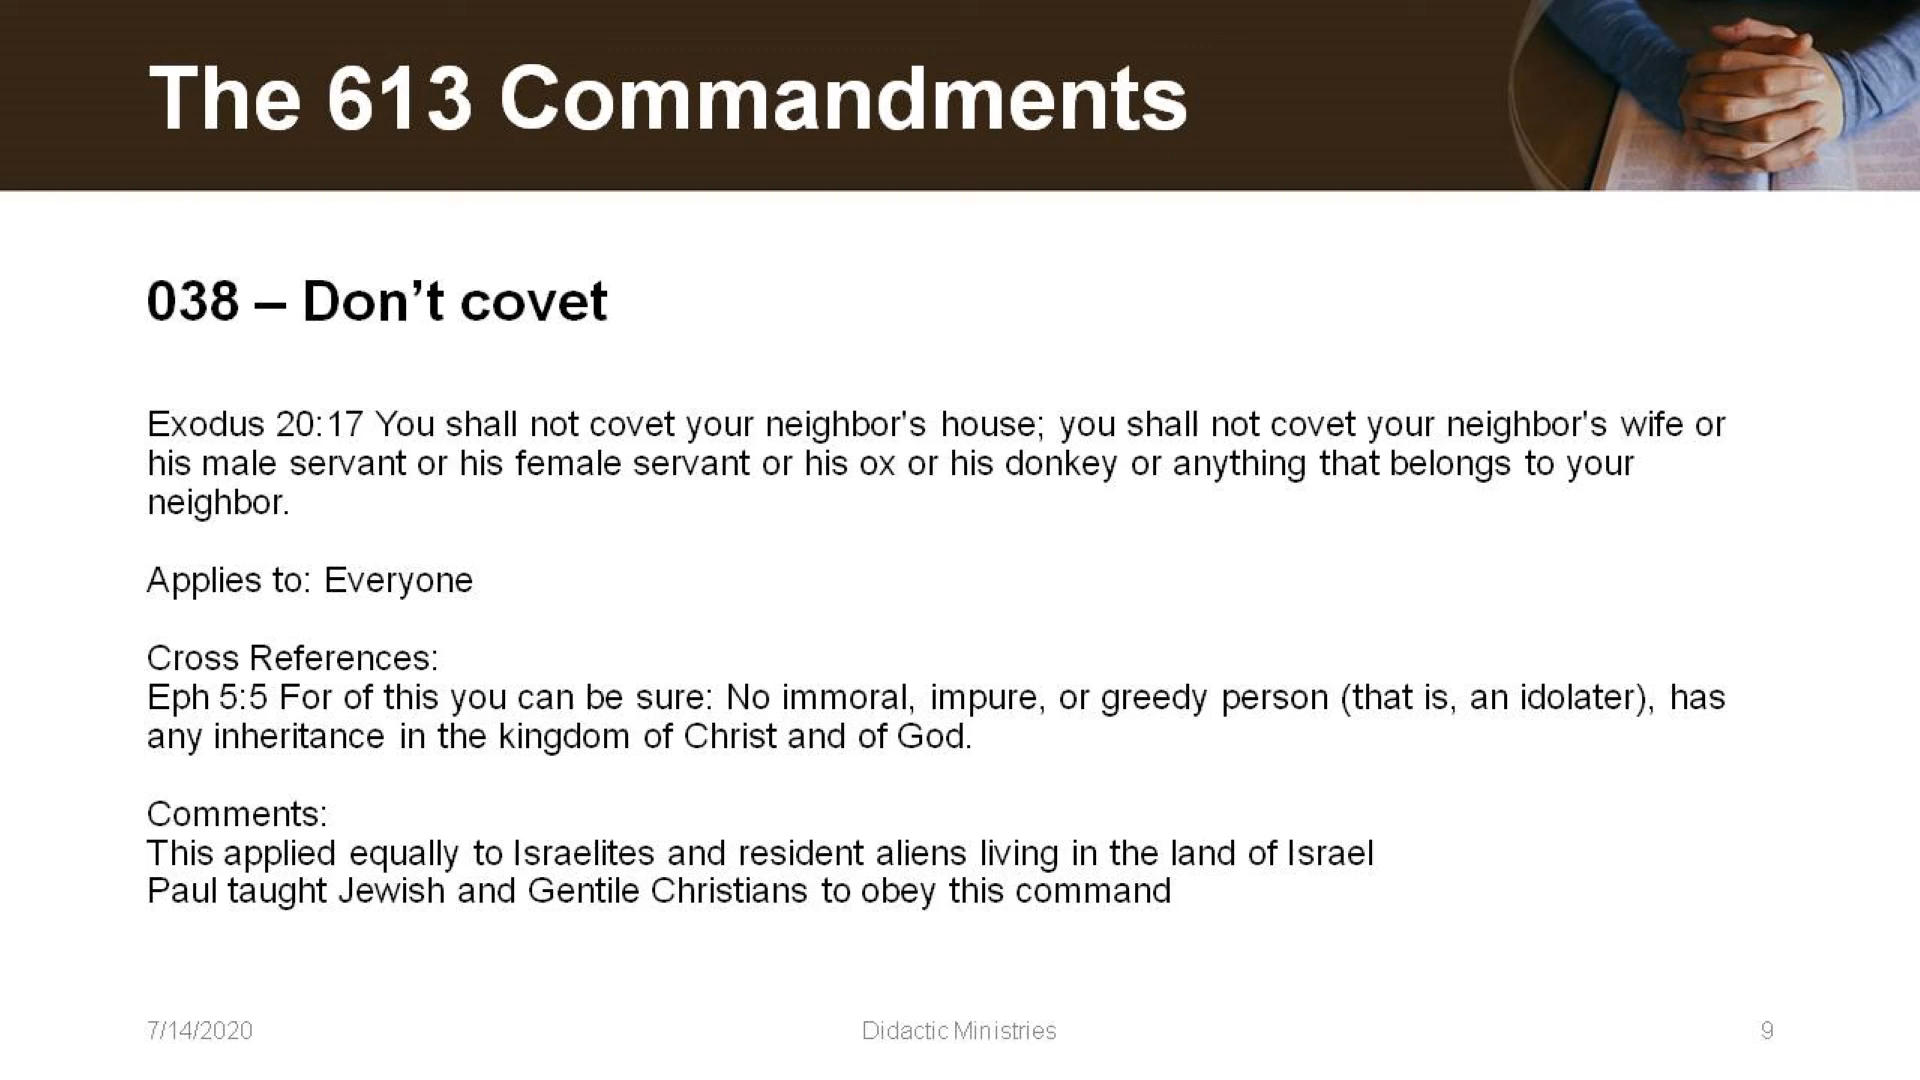 The 613 Commandments
038 – Don’t covet
Exodus 20:17 You shall not covet your neighbor's house; you shall not covet your neighbor's wife or
his male servant or his female servant or his ox or his donkey or anything that belongs to your
neighbor.
Applies to: Everyone
Cross References:
Eph 5:5 For of this you can be sure: No immoral, impure, or greedy person (that is, an idolater), has
any inheritance in the kingdom of Christ and of God.
Comments:
This applied equally to Israelites and resident aliens living in the land of Israel
Paul taught Jewish and Gentile Christians to obey this command
7/14/2020
Didactic Ministries
9